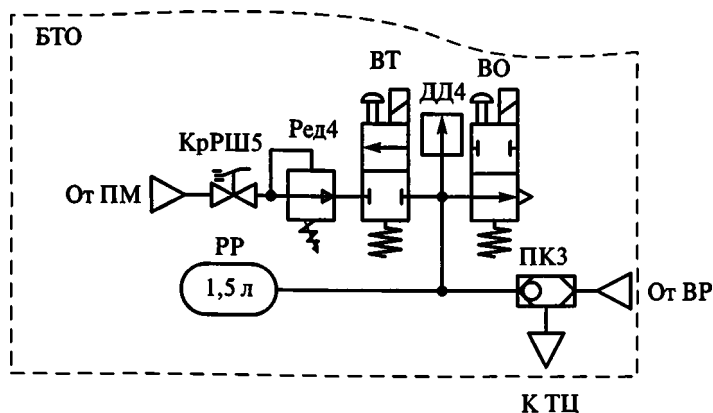 БТО
ВТ
ВО
ДД4
Ред4
КрРШ5
От ПМ
РР
1,5 л
ПК3
От ВР
К ТЦ